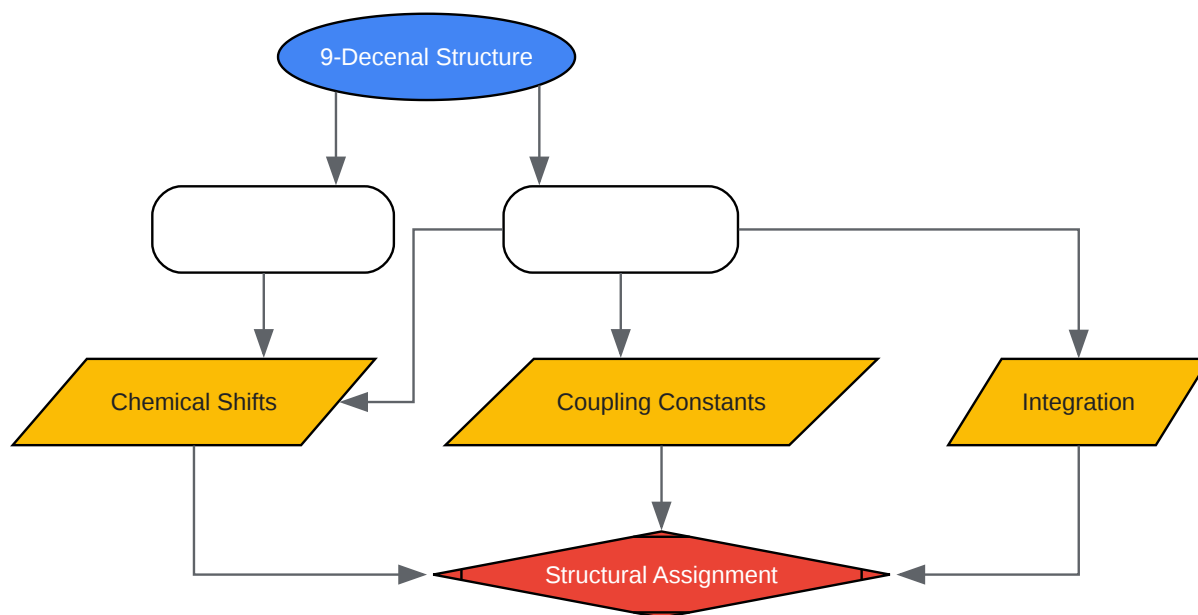 9-Decenal Structure
Chemical Shifts
Coupling Constants
Integration
Structural Assignment